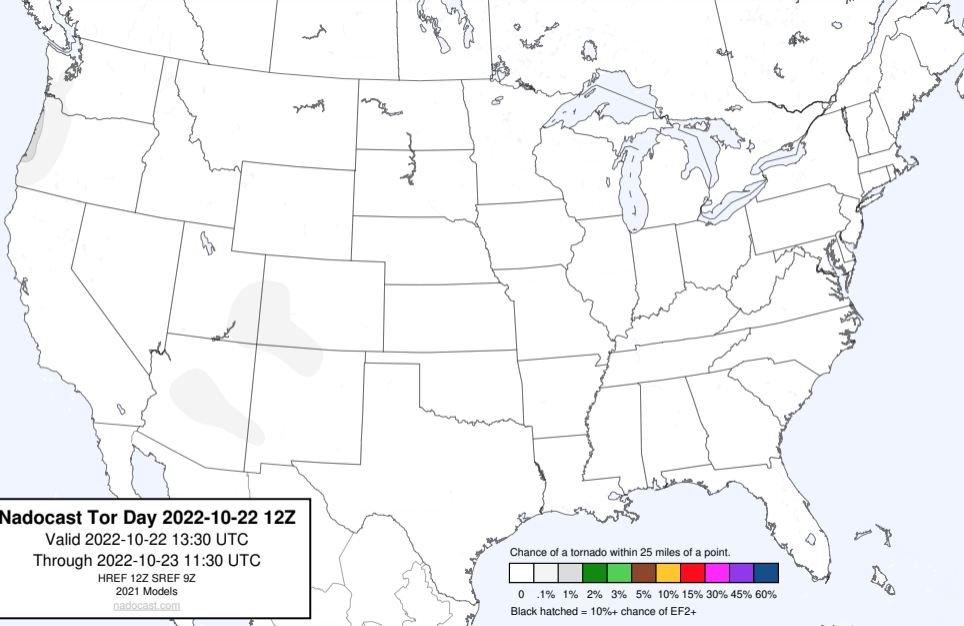 Nadocast Tor Day 2022-10-22 12Z
Valid 2022-10-22 13:30 UTC
Through 2022-10-23 11:30 UTC
HREF 12Z SREF 9Z
2021 Models
nadocast.com
Chance of a tornado within 25 miles of a point.
0 .1% 1% 2% 3% 5% 10% 15% 30% 45% 60%
Black hatched = 10%+ chance of EF2+